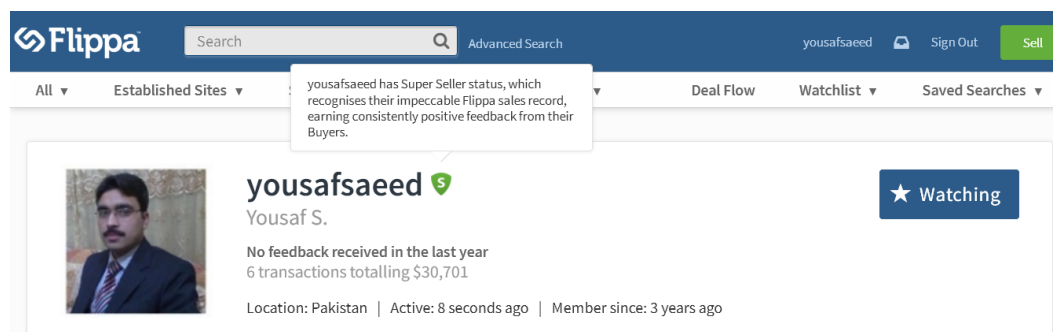 Flippa
Search
Advanced Search
yousafsaeed
Sign Out
Sell
All ▾
Established Sites ▾
Deal Flow
Watchlist ▾
Saved Searches ▾
yousafsaeed has Super Seller status, which
recognises their impeccable Flippa sales record,
earning consistently positive feedback from their
Buyers.
yousafsaeed S
Yousaf S.
★ Watching
No feedback received in the last year
6 transactions totalling $30,701
Location: Pakistan | Active: 8 seconds ago | Member since: 3 years ago